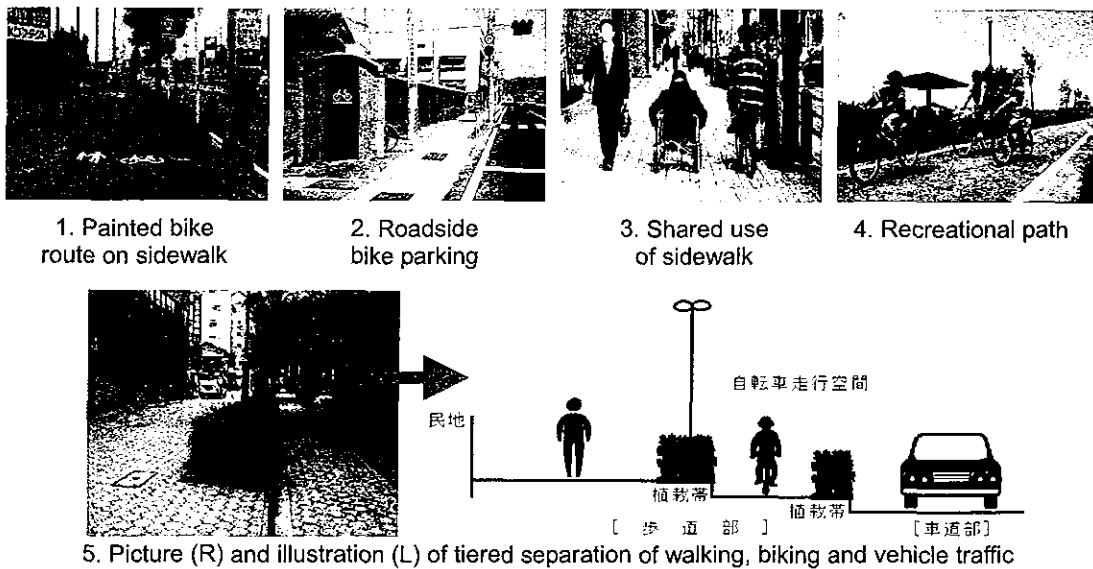 1. Painted bike
route on sidewalk
2. Roadside
bike parking
3. Shared use
of sidewalk
4. Recreational path
自転車走行空間
民地
植栽帯
植栽帯
[歩道部]
[車道部]
5. Picture (R) and illustration (L) of tiered separation of walking, biking and vehicle traffic